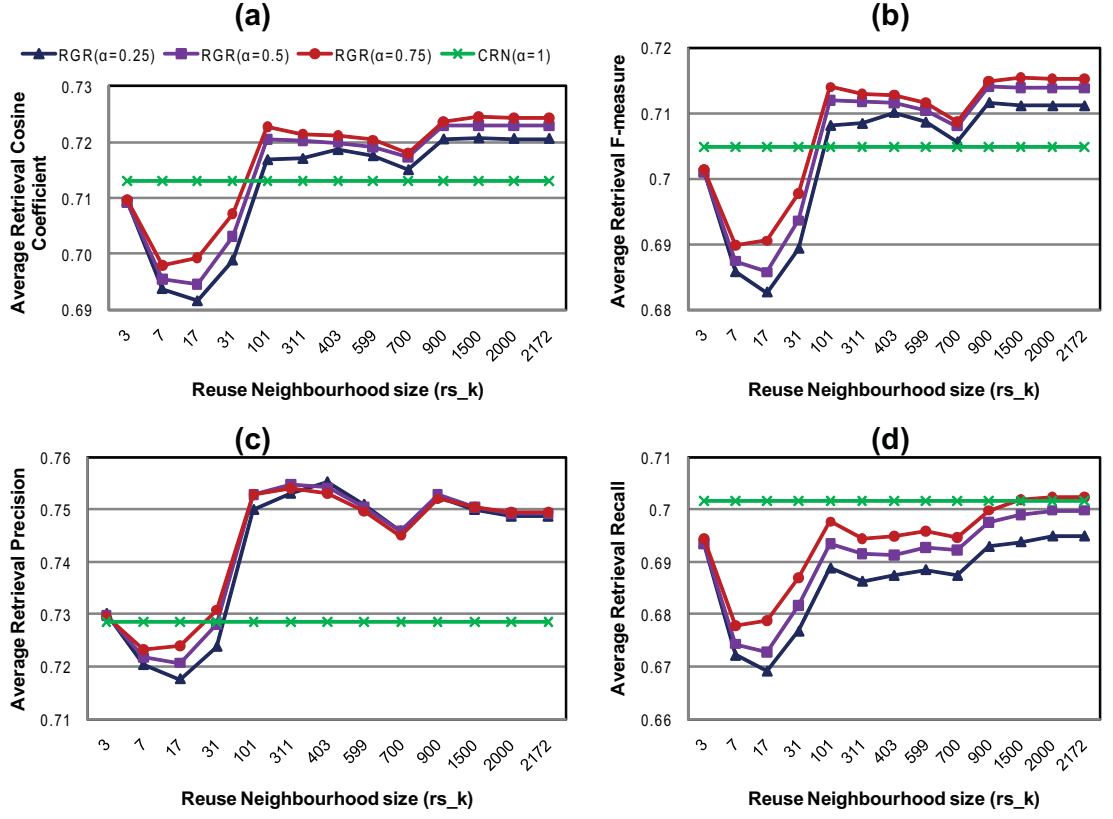 (a)
RGR(α=0.25) RGR(α=0.5) RGR(α=0.75) CRN(α=1)
Average Retrieval Cosine
Coefficient
0.73
0.72
0.71
0.70
0.69
3 7 17 31 101 311 403 599 700 900 1500 2000 2172
Reuse Neighbourhood size (rs_k)
(b)
Average Retrieval F-measure
0.72
0.71
0.7
0.69
0.68
3 7 17 31 101 311 403 599 700 900 1500 2000 2172
Reuse Neighbourhood size (rs_k)
(c)
Average Retrieval Precision
0.76
0.75
0.74
0.73
0.72
0.71
3 7 17 31 101 311 403 599 700 900 1500 2000 2172
Reuse Neighbourhood size (rs_k)
(d)
Average Retrieval Recall
0.71
0.7
0.69
0.68
0.67
0.66
3 7 17 31 101 311 403 599 700 900 1500 2000 2172
Reuse Neighbourhood size (rs_k)